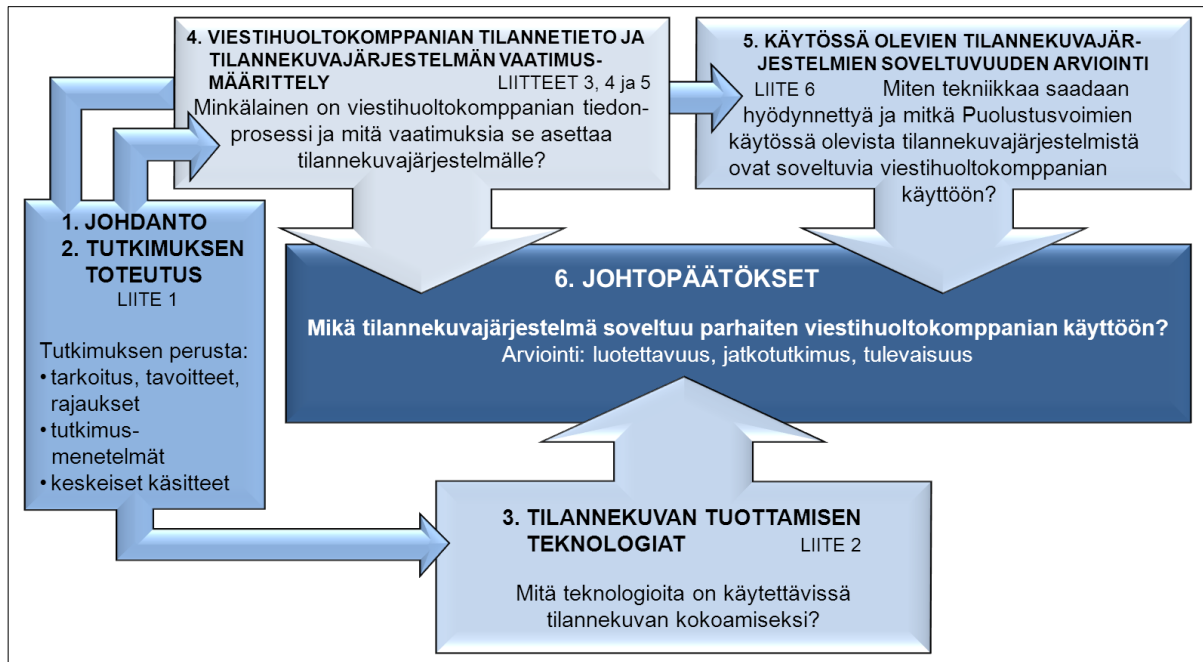 4. VIESTIHUOLTOKOMPPANIAN TILANNETIETO JA
TILANNEKUVAJÄRJESTELMÄN VAATIMUS-
MÄÄRITTELY LIITTEET 3, 4 ja 5
Minkälainen on viestihuoltokomppanian tiedon-
prosessi ja mitä vaatimuksia se asettaa
tilannekuvajärjestelmälle?
5. KÄYTÖSSÄ OLEVIEN TILANNEKUVAJÄR-
JESTELMIEN SOVELTUVUUDEN ARVIOINTI
LIITE 6 Miten tekniikkaa saadaan
hyödynnettyä ja mitkä Puolustusvoimien
käytössä olevista tilannekuvajärjestelmistä
ovat soveltuvia viestihuoltokomppanian
käyttöön?
1. JOHDANTO
2. TUTKIMUKSEN
TOTEUTUS
LIITE 1
Tutkimuksen perusta:
• tarkoitus, tavoitteet,
rajaukset
• tutkimus-
menetelmät
• keskeiset käsitteet
6. JOHTOPÄÄTÖKSET
Mikä tilannekuvajärjestelmä soveltuu parhaiten viestihuoltokomppanian käyttöön?
Arviointi: luotettavuus, jatkotutkimus, tulevaisuus
3. TILANNEKUVAN TUOTTAMISEN
TEKNOLOGIAT LIITE 2
Mitä teknologioita on käytettävissä
tilannekuvan kokoamiseksi?